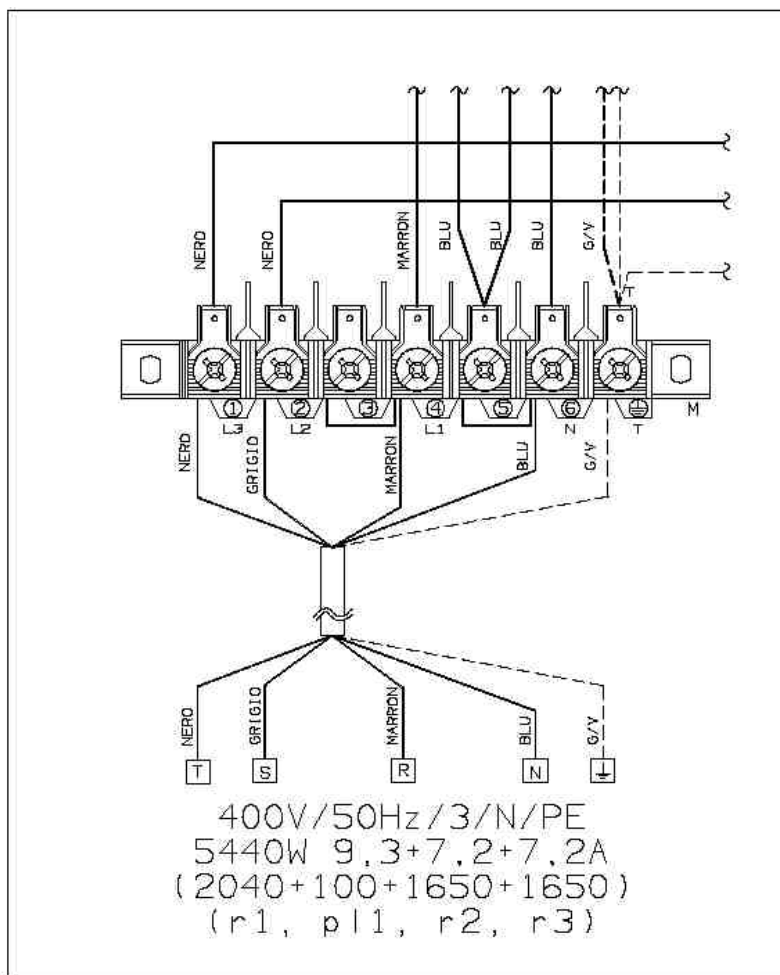 NERO
NERO
MARRON
BLU
BLU
BLU
G/V
T
1 2 3 4 5 6
L3 L2 L1 N T M
NERO
GRIGIO
MARRON
BLU
G/V
NERO
GRIGIO
MARRON
BLU
G/V
T S R N
400V/50Hz/3/N/PE
5440W 9.3+7.2+7.2A
(2040+100+1650+1650)
(r1, pl1, r2, r3)